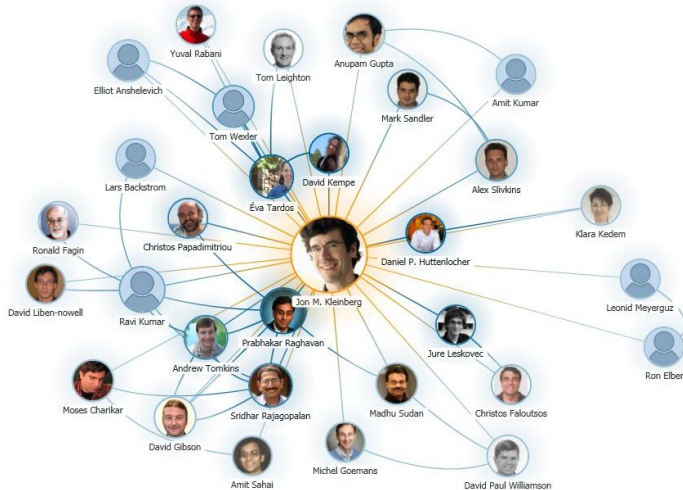 Yuval Rabani
Tom Leighton
Anupam Gupta
Elliot Anshelevich
Amit Kumar
Mark Sandler
Tom Wexler
Lars Backstrom
David Kempe
Alex Slivkins
Éva Tardos
Klara Kedem
Ronald Fagin
Christos Papadimitriou
Daniel P. Huttenlocher
Jon M. Kleinberg
David Liben-nowell
Leonid Meyerguz
Ravi Kumar
Prabhakar Raghavan
Jure Leskovec
Andrew Tomkins
Ron Elber
Moses Charikar
Sridhar Rajagopalan
Madhu Sudan
Christos Faloutsos
David Gibson
Michel Goemans
Amit Sahai
David Paul Williamson